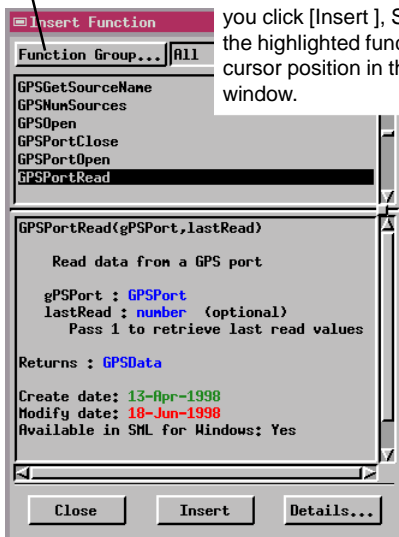 Insert Function
you click [Insert ], S
the highlighted func
cursor position in th
window.
Function Group... All
GPSGetSourceName
GPSNumSources
GPSOpen
GPSPortClose
GPSPortOpen
GPSPortRead
GPSPortRead(gPSPort,lastRead)
Read data from a GPS port
gPSPort : GPSPort
lastRead : number (optional)
Pass 1 to retrieve last read values
Returns : GPSData
Create date: 13-Apr-1998
Modify date: 18-Jun-1998
Available in SML for Windows: Yes
Close Insert Details...